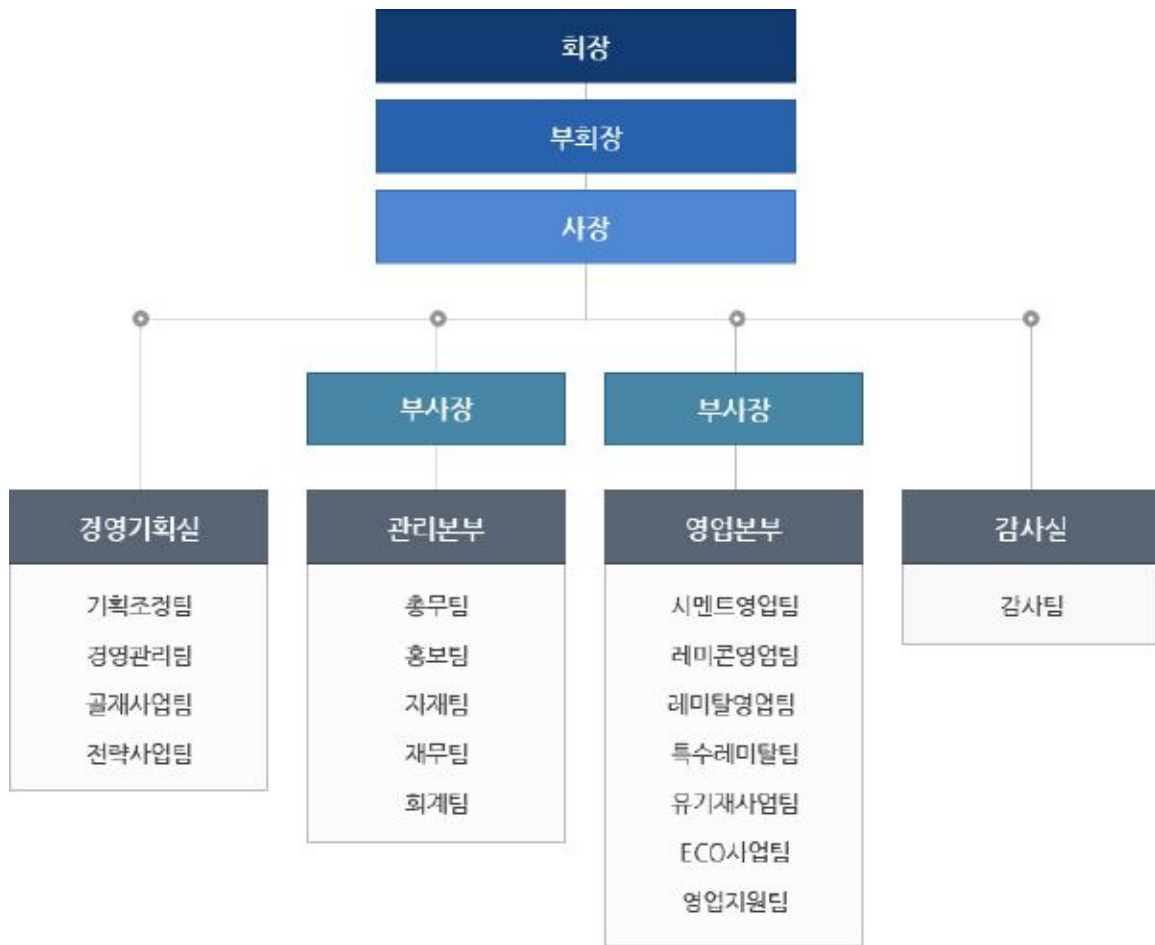 회장
부회장
사장
부사장
부사장
경영기획실
기획조정팀
경영관리팀
골재사업팀
전략사업팀
관리본부
총무팀
홍보팀
자재팀
재무팀
회계팀
영업본부
시멘트영업팀
레미콘영업팀
레미탈영업팀
특수레미탈팀
유기재사업팀
ECO사업팀
영업지원팀
감사실
감사팀